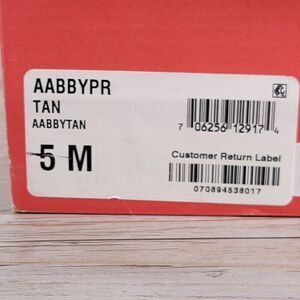 AABBYPR
TAN
AABBYTAN
5 M
7 06256 12917 4
Customer Return Label
070894538017